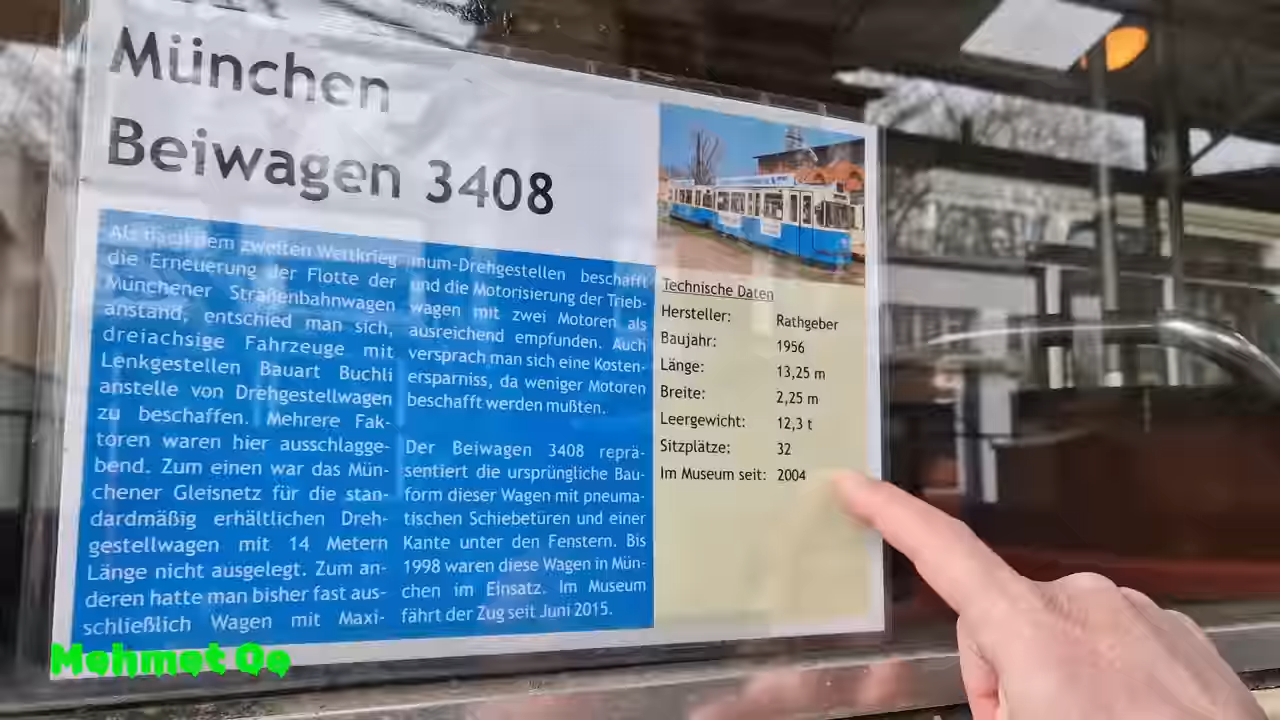 München
Beiwagen 3408
Als nach dem zweiten Weltkrieg
die Erneuerung der Flotte der
Münchener Straßenbahnwagen
anstand, entschied man sich,
dreiachsige Fahrzeuge mit
Lenkgestellen Bauart Buchli
anstelle von Drehgestellwagen
zu beschaffen. Mehrere Fak-
toren waren hier ausschlagge-
bend. Zum einen war das Mün-
chener Gleisnetz für die stan-
dardmäßig erhältlichen Dreh-
gestellwagen mit 14 Metern
Länge nicht ausgelegt. Zum an-
deren hatte man bisher fast aus-
schließlich Wagen mit Maxi-
mum-Drehgestellen beschafft
und die Motorisierung der Trieb-
wagen mit zwei Motoren als
ausreichend empfunden. Auch
versprach man sich eine Kosten-
ersparniss, da weniger Motoren
beschafft werden mußten.
Der Beiwagen 3408 reprä-
sentiert die ursprüngliche Bau-
form dieser Wagen mit pneuma-
tischen Schiebetüren und einer
Kante unter den Fenstern. Bis
1998 waren diese Wagen in Mün-
chen im Einsatz. Im Museum
fährt der Zug seit Juni 2015.
Technische Daten
Hersteller: Rathgeber
Baujahr: 1956
Länge: 13,25 m
Breite: 2,25 m
Leergewicht: 12,3 t
Sitzplätze: 32
Im Museum seit: 2004
Mehmet Oe